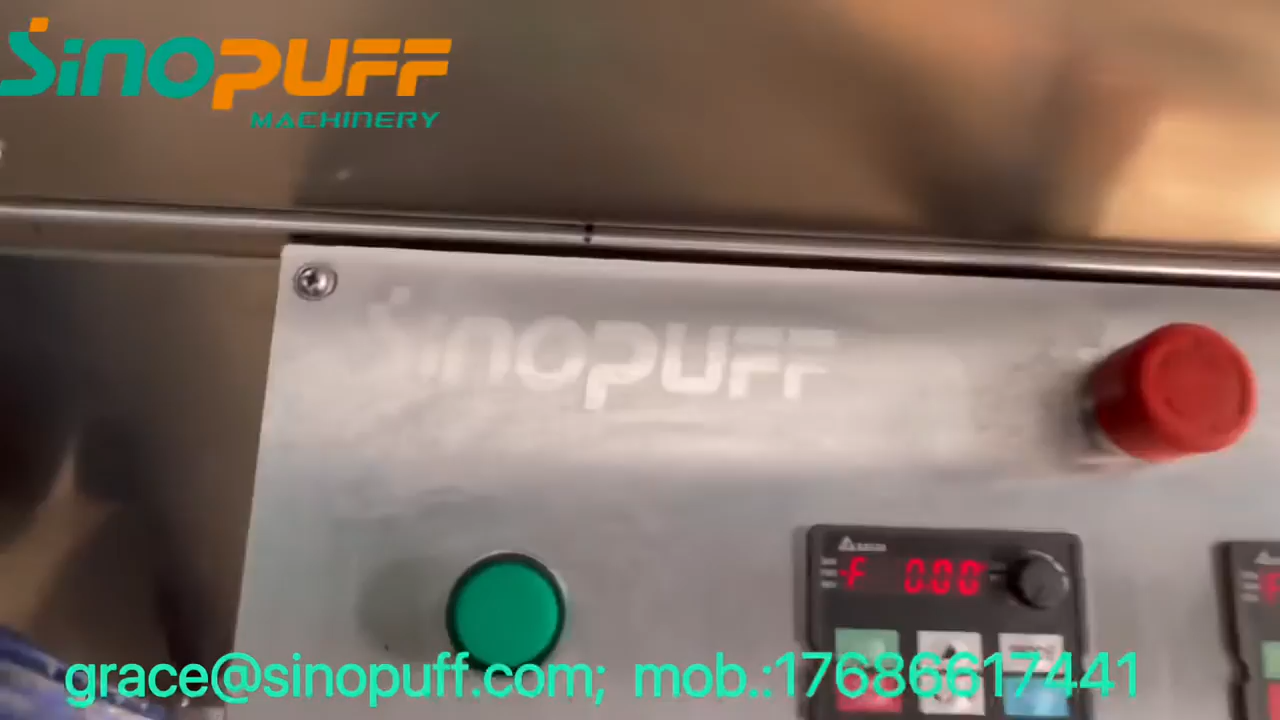 SINOPUFF
MACHINERY
SINOPUFF
-F 0.00
grace@sinopuff.com; mob.:17686617441